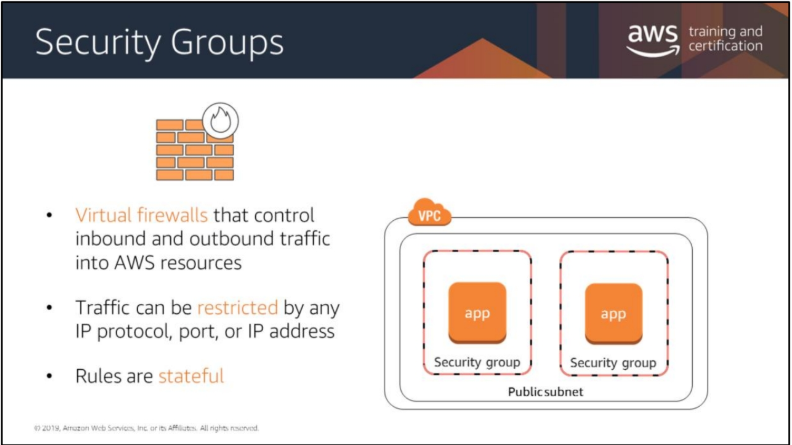 Security Groups
aws training and
certification
• Virtual firewalls that control
inbound and outbound traffic
into AWS resources
• Traffic can be restricted by any
IP protocol, port, or IP address
• Rules are stateful
VPC
app
app
Security group
Security group
Public subnet
© 2019, Amazon Web Services, Inc. or its Affiliates. All rights reserved.